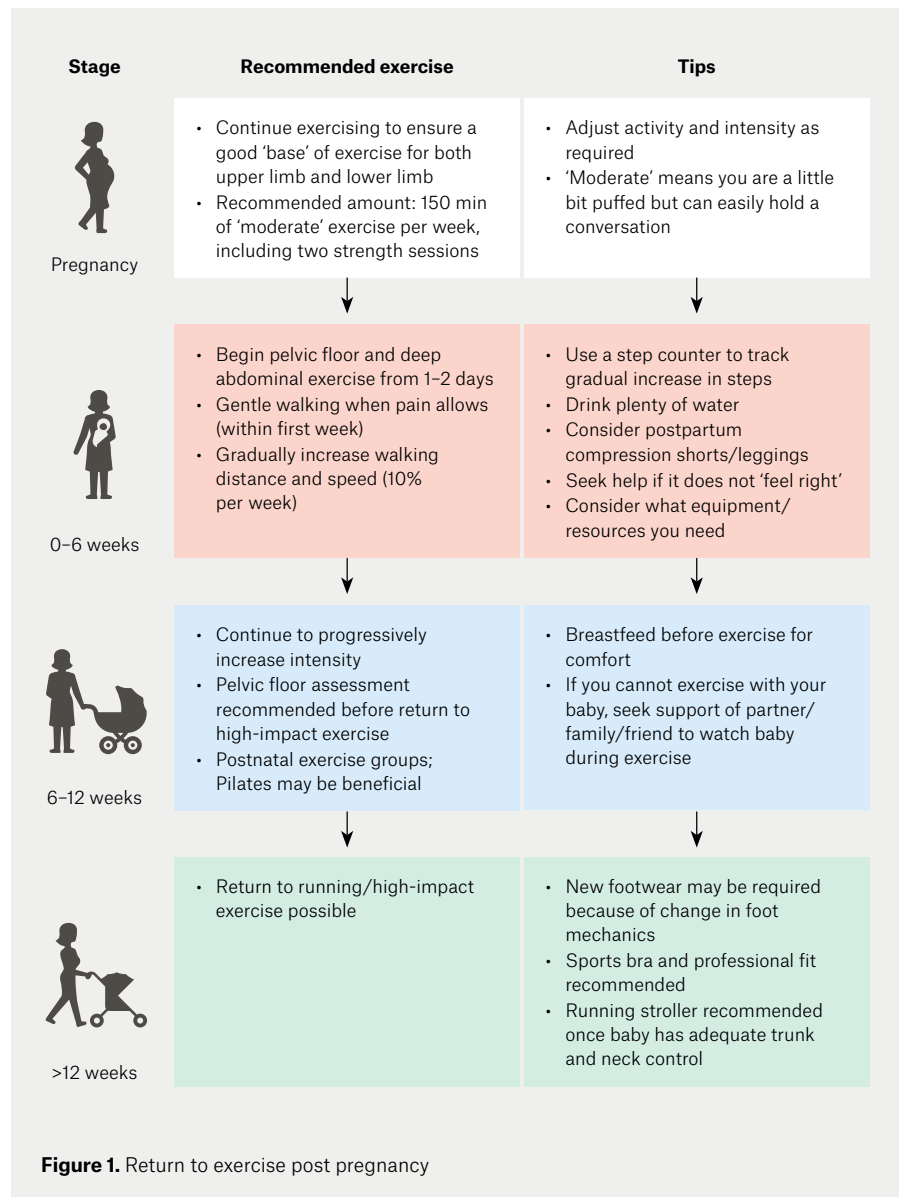 Stage
Recommended exercise
Tips
Pregnancy
• Continue exercising to ensure a
good ‘base’ of exercise for both
upper limb and lower limb
• Recommended amount: 150 min
of ‘moderate’ exercise per week,
including two strength sessions
• Adjust activity and intensity as
required
• ‘Moderate’ means you are a little
bit puffed but can easily hold a
conversation
0–6 weeks
• Begin pelvic floor and deep
abdominal exercise from 1–2 days
• Gentle walking when pain allows
(within first week)
• Gradually increase walking
distance and speed (10%
per week)
• Use a step counter to track
gradual increase in steps
• Drink plenty of water
• Consider postpartum
compression shorts/leggings
• Seek help if it does not ‘feel right’
• Consider what equipment/
resources you need
6–12 weeks
• Continue to progressively
increase intensity
• Pelvic floor assessment
recommended before return to
high-impact exercise
• Postnatal exercise groups;
Pilates may be beneficial
• Breastfeed before exercise for
comfort
• If you cannot exercise with your
baby, seek support of partner/
family/friend to watch baby
during exercise
>12 weeks
• Return to running/high-impact
exercise possible
• New footwear may be required
because of change in foot
mechanics
• Sports bra and professional fit
recommended
• Running stroller recommended
once baby has adequate trunk
and neck control
Figure 1. Return to exercise post pregnancy